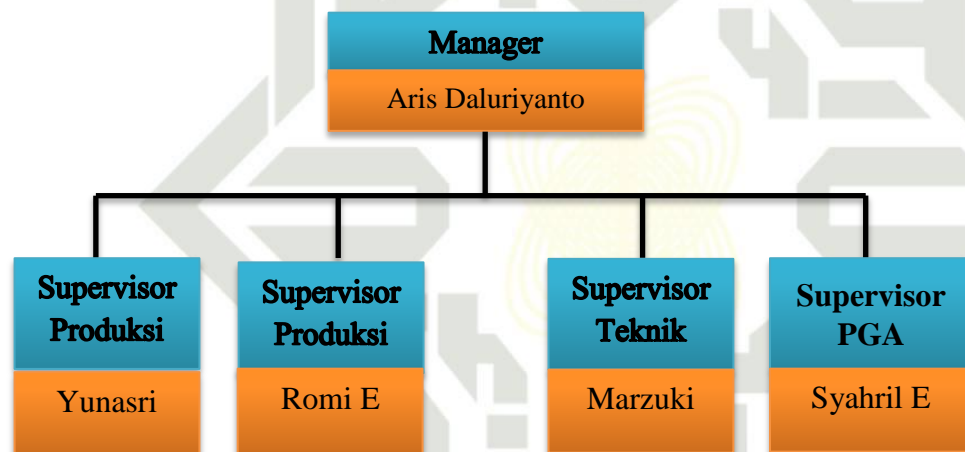 Manager
Aris Daluriyanto
Supervisor
Produksi
Yunasri
Supervisor
Produksi
Romi E
Supervisor
Teknik
Marzuki
Supervisor
PGA
Syahril E